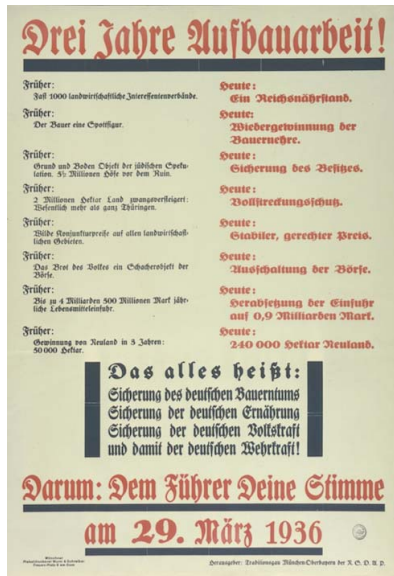 Drei Jahre Aufbauarbeit!
Früher:
Fast 1000 landwirtschaftliche Interessentenverbände.
Heute:
Ein Reichsnährstand.
Früher:
Der Bauer eine Spottfigur.
Heute:
Wiedergewinnung der
Bauernehre.
Früher:
Grund und Boden Objekt der jüdischen Speku-
lation. 5½ Millionen Höfe vor dem Ruin.
Heute:
Sicherung des Besitzes.
Früher:
2 Millionen Hektar Land zwangsversteigert:
Wesentlich mehr als ganz Thüringen.
Heute:
Vollstreckungsschutz.
Früher:
Wilde Konjunkturpreise auf allen landwirtschaft-
lichen Gebieten.
Heute:
Stabiler, gerechter Preis.
Früher:
Das Brot des Volkes ein Schacherobjekt der
Börse.
Heute:
Ausschaltung der Börse.
Früher:
Bis zu 4 Milliarden 500 Millionen Mark jähr-
liche Lebensmitteleinfuhr.
Heute:
Herabsetzung der Einfuhr
auf 0,9 Milliarden Mark.
Früher:
Gewinnung von Neuland in 3 Jahren:
50000 Hektar.
Heute:
240000 Hektar Neuland.
Das alles heißt:
Sicherung des deutschen Bauerntums
Sicherung der deutschen Ernährung
Sicherung der deutschen Volkskraft
und damit der deutschen Wehrkraft!
Darum: Dem Führer Deine Stimme
am 29. März 1936
Herausgeber: Traditionsgau München-Oberbayern der N. S. D. A. P.